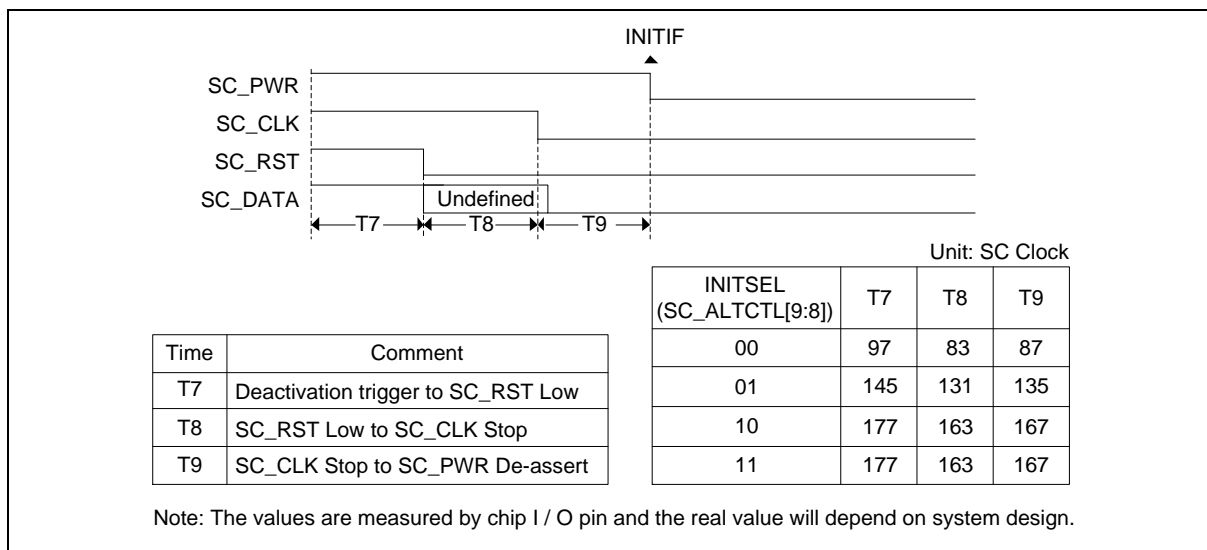 INITIF
SC_PWR
SC_CLK
SC_RST
SC_DATA
Undefined
T7
T8
T9
Unit: SC Clock
INITSEL
(SC_ALTCTL[9:8])
T7
T8
T9
00
97
83
87
01
145
131
135
10
177
163
167
11
177
163
167
Time
Comment
T7
Deactivation trigger to SC_RST Low
T8
SC_RST Low to SC_CLK Stop
T9
SC_CLK Stop to SC_PWR De-assert
Note: The values are measured by chip I / O pin and the real value will depend on system design.